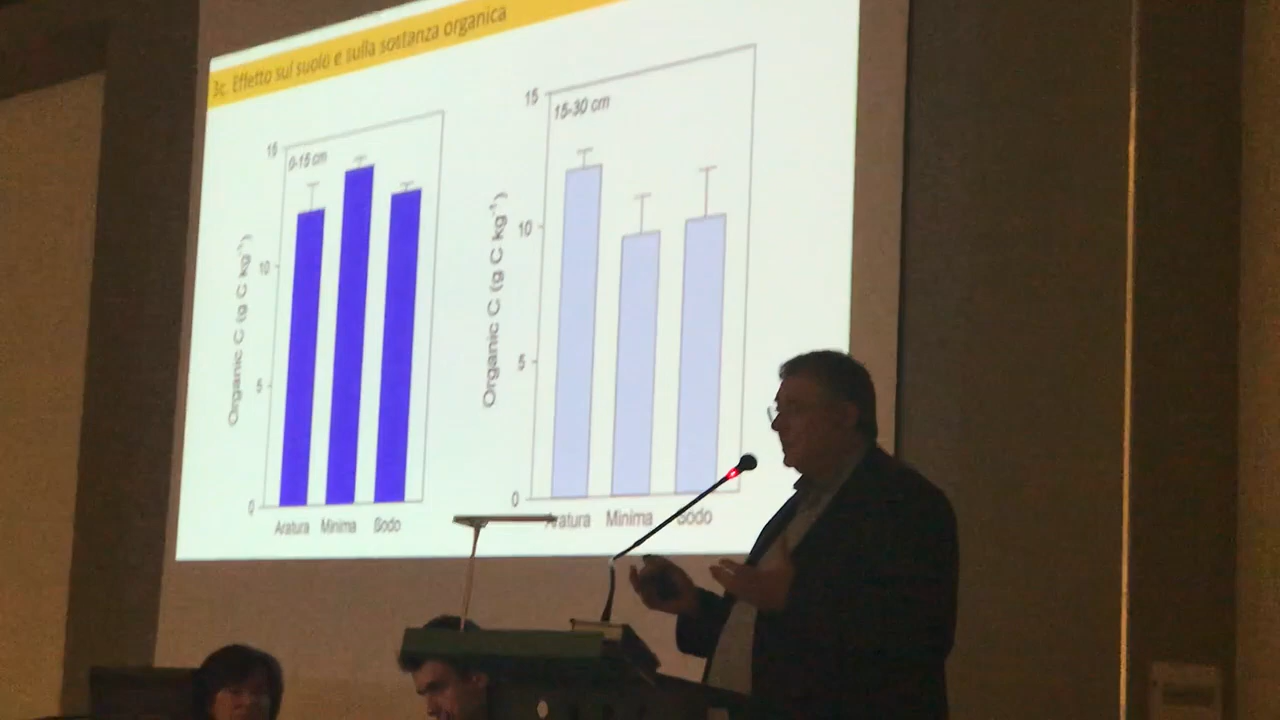 3c. Effetto sul suolo e sulla sostanza organica
15
0-15 cm
10
5
0
Organic C (g C kg⁻¹)
Aratura Minima Sodo
15
15-30 cm
10
5
0
Organic C (g C kg⁻¹)
Aratura Minima Sodo